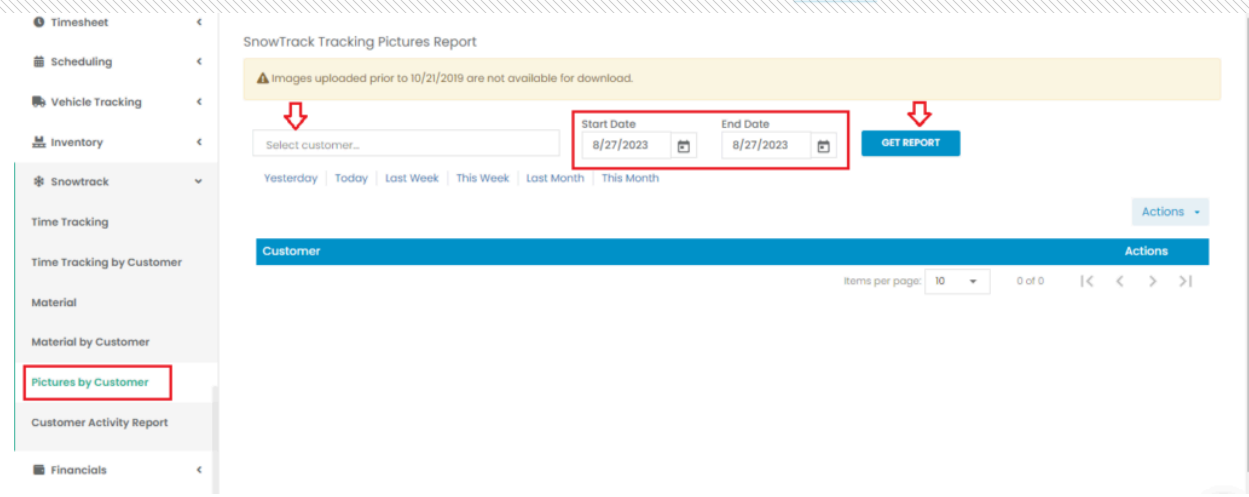 Timesheet
Scheduling
Vehicle Tracking
Inventory
Snowtrack
Time Tracking
Time Tracking by Customer
Material
Material by Customer
Pictures by Customer
Customer Activity Report
Financials
SnowTrack Tracking Pictures Report
Images uploaded prior to 10/21/2019 are not available for download.
Start Date End Date
Select customer... 8/27/2023 8/27/2023 GET REPORT
Yesterday Today Last Week This Week Last Month This Month
Actions
Customer Actions
Items per page: 10 0 of 0